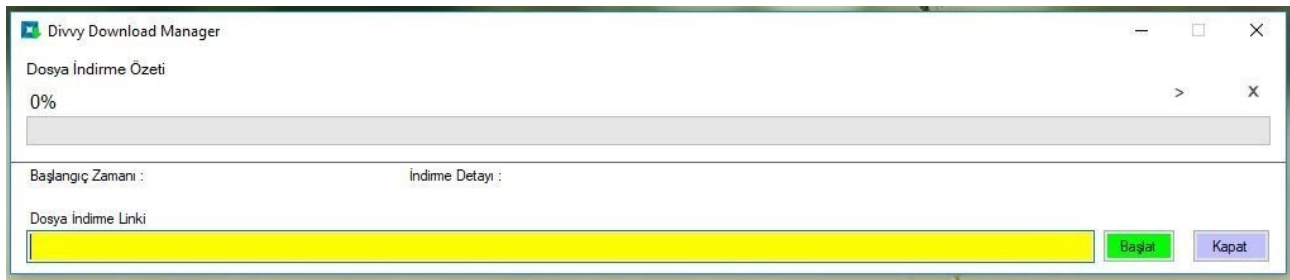 Divvy Download Manager
Dosya İndirme Özeti
0%
> x
Başlangıç Zamanı : İndirme Detayı :
Dosya İndirme Linki
Başlat Kapat